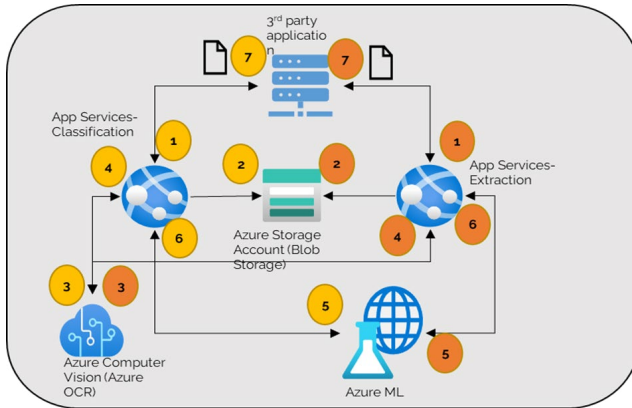 3rd party
applicatio
n
7
7
App Services-
Classification
1
1
4
2
2
App Services-
Extraction
6
Azure Storage
Account (Blob
Storage)
4
6
3
3
5
5
Azure Computer
Vision (Azure
OCR)
Azure ML